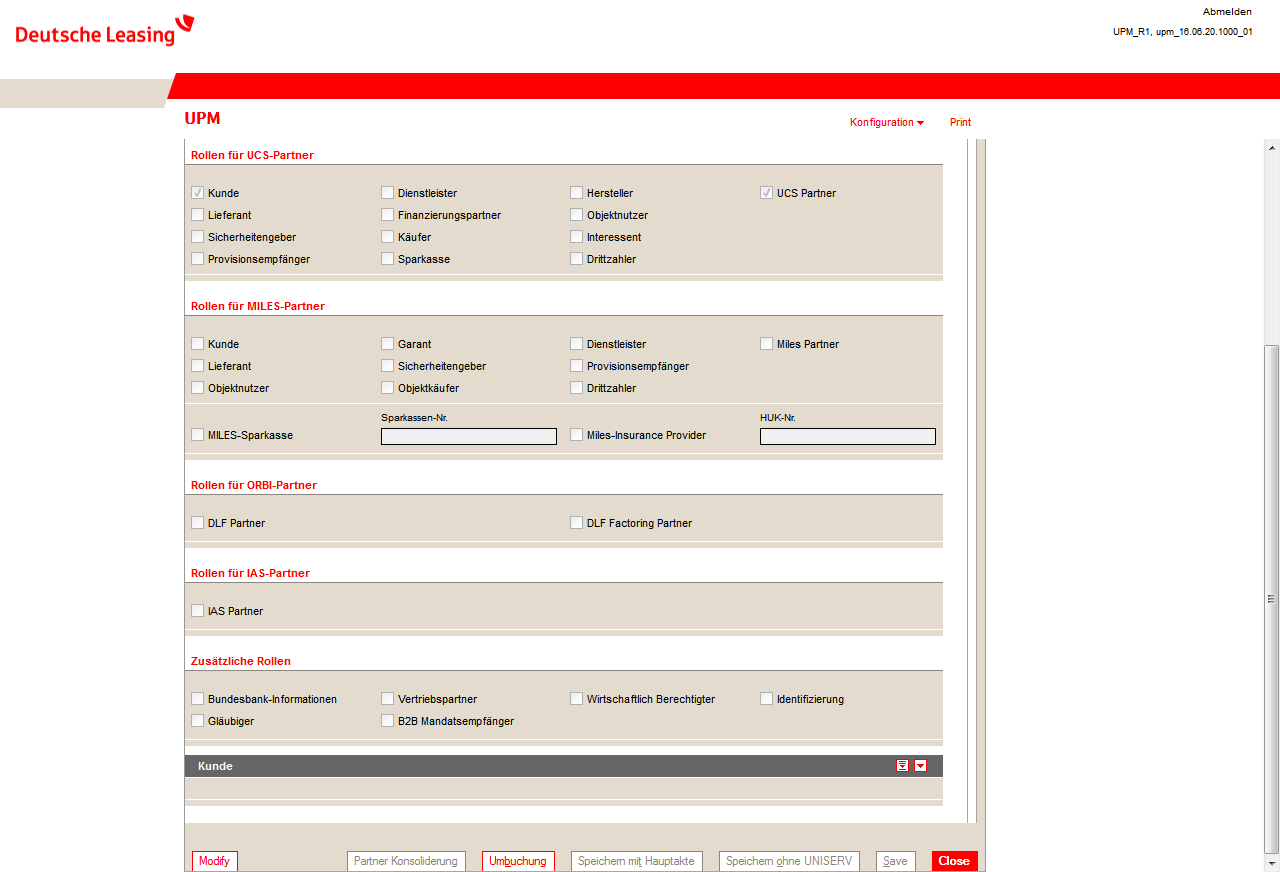 Deutsche Leasing
Abmelden
UPM_R1, upm_16.06.20.1000_01
UPM
Konfiguration
Print
Rollen für UCS-Partner
Kunde Dienstleister Hersteller UCS Partner
Lieferant Finanzierungspartner Objektnutzer
Sicherheitengeber Käufer Interessent
Provisionsempfänger Sparkasse Drittzahler
Rollen für MILES-Partner
Kunde Garant Dienstleister Miles Partner
Lieferant Sicherheitengeber Provisionsempfänger
Objektnutzer Objektkäufer Drittzahler
Sparkassen-Nr. HUK-Nr.
MILES-Sparkasse Miles-Insurance Provider
Rollen für ORBI-Partner
DLF Partner DLF Factoring Partner
Rollen für IAS-Partner
IAS Partner
Zusätzliche Rollen
Bundesbank-Informationen Vertriebspartner Wirtschaftlich Berechtigter Identifizierung
Gläubiger B2B Mandatsempfänger
Kunde
Modify Partner Konsoliderung Umbuchung Speichern mit Hauptakte Speichern ohne UNISERV Save Close